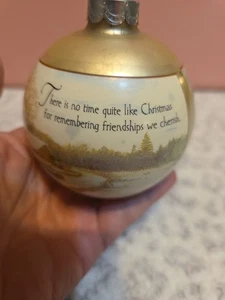 There is no time quite like Christmas
for remembering friendships we cherish.